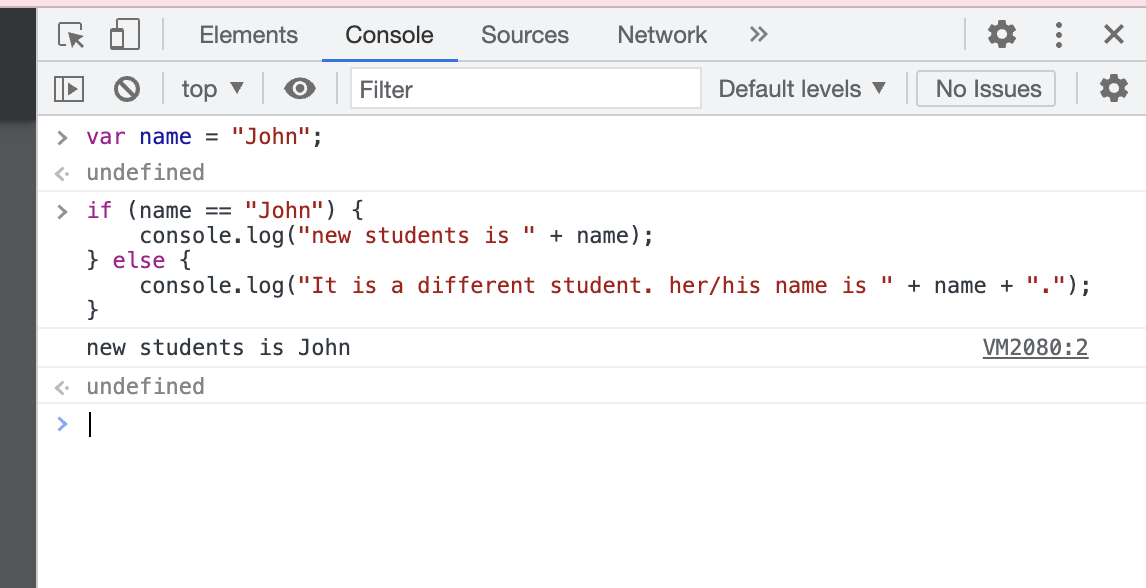 Elements Console Sources Network
top Filter Default levels No Issues
var name = "John";
undefined
if (name == "John") {
    console.log("new students is " + name);
} else {
    console.log("It is a different student. her/his name is " + name + ".");
}
new students is John VM2080:2
undefined